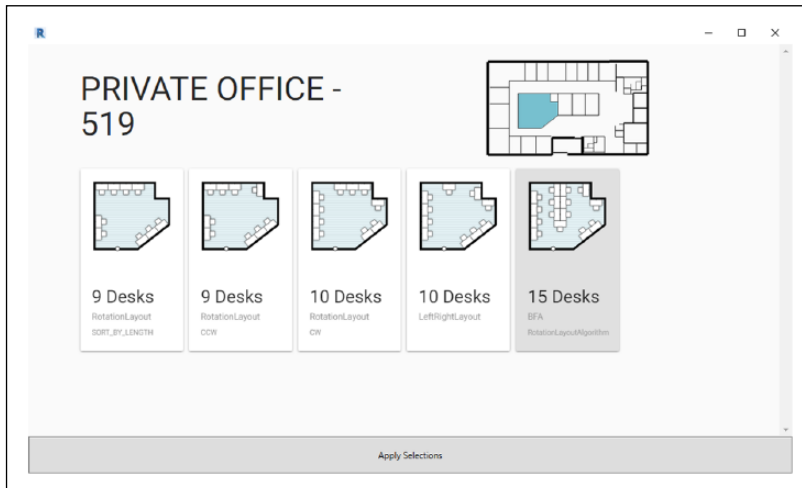 R
PRIVATE OFFICE -
519
9 Desks
RotationLayout
SORT_BY_LENGTH
9 Desks
RotationLayout
CCW
10 Desks
RotationLayout
CW
10 Desks
LeftRightLayout
15 Desks
BFA
RotationLayoutAlgorithm
Apply Selections